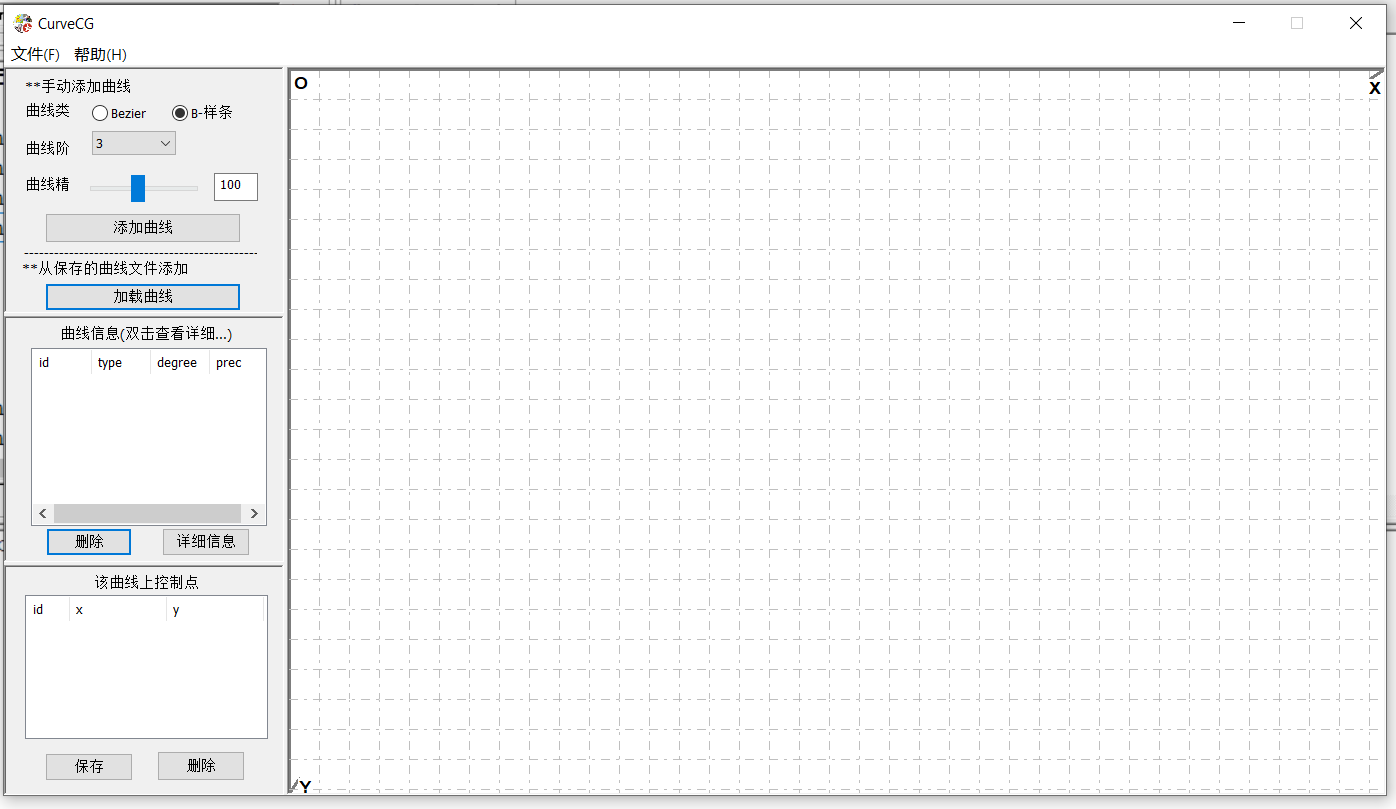 CurveCG
文件(F) 帮助(H)
**手动添加曲线
曲线类 Bezier B-样条
曲线阶 3
曲线精 100
添加曲线
**从保存的曲线文件添加
加载曲线
曲线信息(双击查看详细...)
id type degree prec
删除 详细信息
该曲线上控制点
id x y
保存 删除
O
X
Y